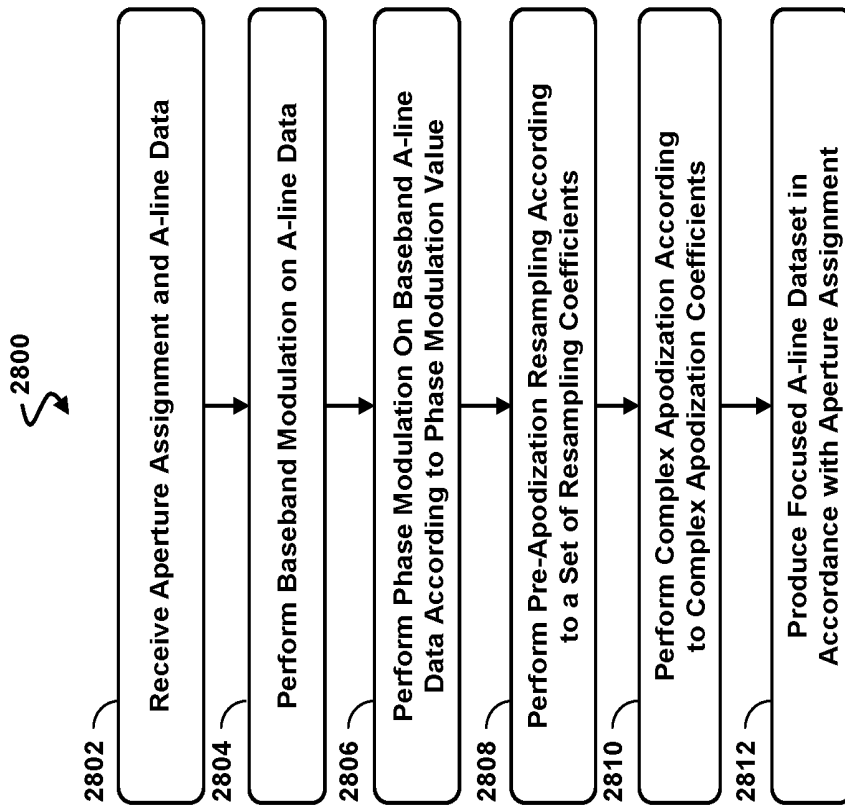 2800
2802
Receive Aperture Assignment and A-line Data
2804
Perform Baseband Modulation on A-line Data
2806
Perform Phase Modulation On Baseband A-line
Data According to Phase Modulation Value
2808
Perform Pre-Apodization Resampling According
to a Set of Resampling Coefficients
2810
Perform Complex Apodization According
to Complex Apodization Coefficients
2812
Produce Focused A-line Dataset in
Accordance with Aperture Assignment